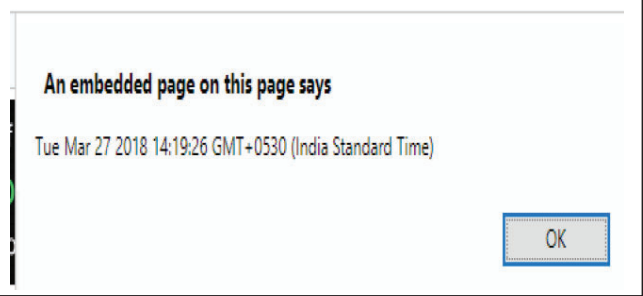 An embedded page on this page says
Tue Mar 27 2018 14:19:26 GMT+0530 (India Standard Time)
OK